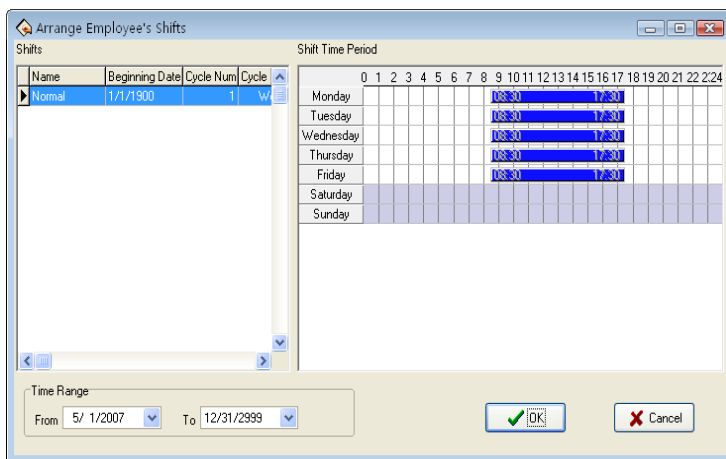 Arrange Employee's Shifts
Shifts
Shift Time Period
Name Beginning Date Cycle Num Cycle
Normal 1/1/1900 1 We
0 1 2 3 4 5 6 7 8 9 10 11 12 13 14 15 16 17 18 19 20 21 22 2324
Monday 08:30 17:30
Tuesday 08:30 17:30
Wednesday 08:30 17:30
Thursday 08:30 17:30
Friday 08:30 17:30
Saturday
Sunday
Time Range
From 5/ 1/2007 To 12/31/2999
OK
Cancel